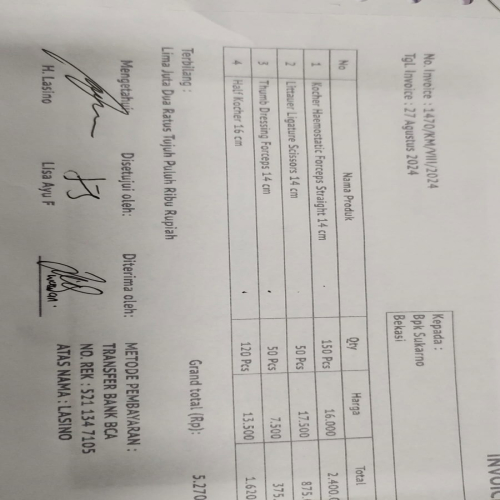 INVOI
No. Invoice : 1470/KM/VIII/2024
Tgl. Invoice : 27 Agustus 2024
Kepada :
Bpk Sukarno
Bekasi
No Nama Produk Qty Harga Total
1 Kocher Haemostatic Forceps Straight 14 cm 150 Pcs 16.000 2.400.0
2 Littauer Ligature Scissors 14 cm 50 Pcs 17.500 875.0
3 Thumb Dressing Forceps 14 cm 50 Pcs 7.500 375.
4 Half Kocher 16 cm 120 Pcs 13.500 1.620
Grand total (Rp): 5.270
Terbilang :
Lima Juta Dua Ratus Tujuh Puluh Ribu Rupiah
Mengetahui Disetujui oleh: Diterima oleh:
H. Lasino Lisa Ayu F
METODE PEMBAYARAN :
TRANSFER BANK BCA
NO. REK : 521 134 7105
ATAS NAMA : LASINO